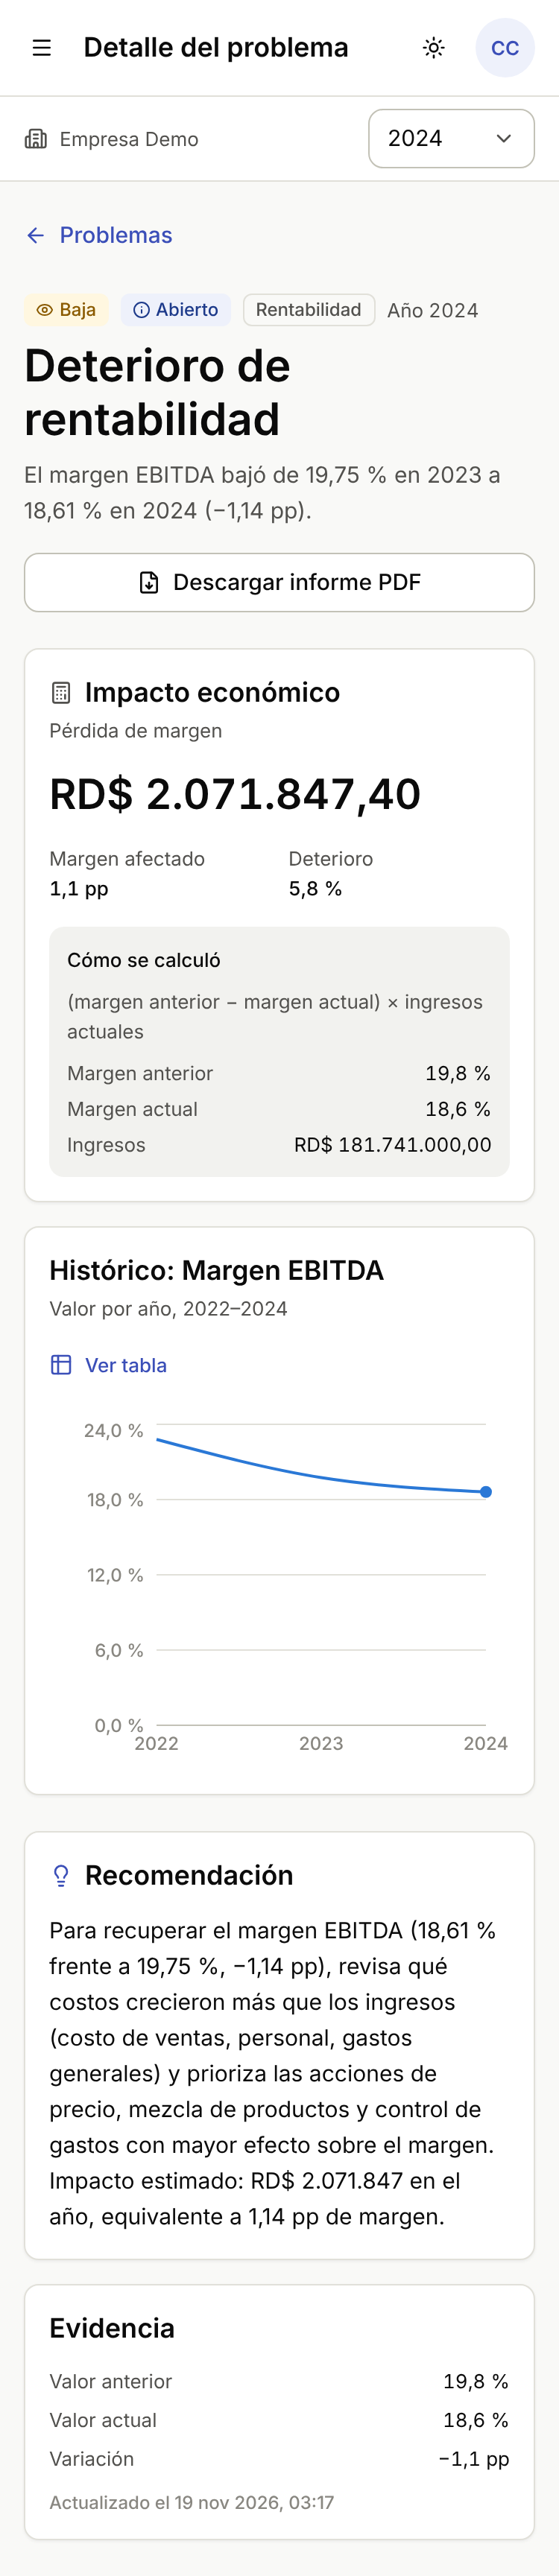 Detalle del problema
CC
Empresa Demo
2024
Problemas
Baja
Abierto
Rentabilidad
Año 2024
Deterioro de
rentabilidad
El margen EBITDA bajó de 19,75 % en 2023 a
18,61 % en 2024 (−1,14 pp).
Descargar informe PDF
Impacto económico
Pérdida de margen
RD$ 2.071.847,40
Margen afectado
1,1 pp
Deterioro
5,8 %
Cómo se calculó
(margen anterior − margen actual) × ingresos
actuales
Margen anterior 19,8 %
Margen actual 18,6 %
Ingresos RD$ 181.741.000,00
Histórico: Margen EBITDA
Valor por año, 2022–2024
Ver tabla
24,0 %
18,0 %
12,0 %
6,0 %
0,0 %
2022 2023 2024
Recomendación
Para recuperar el margen EBITDA (18,61 %
frente a 19,75 %, −1,14 pp), revisa qué
costos crecieron más que los ingresos
(costo de ventas, personal, gastos
generales) y prioriza las acciones de
precio, mezcla de productos y control de
gastos con mayor efecto sobre el margen.
Impacto estimado: RD$ 2.071.847 en el
año, equivalente a 1,14 pp de margen.
Evidencia
Valor anterior 19,8 %
Valor actual 18,6 %
Variación −1,1 pp
Actualizado el 19 nov 2026, 03:17